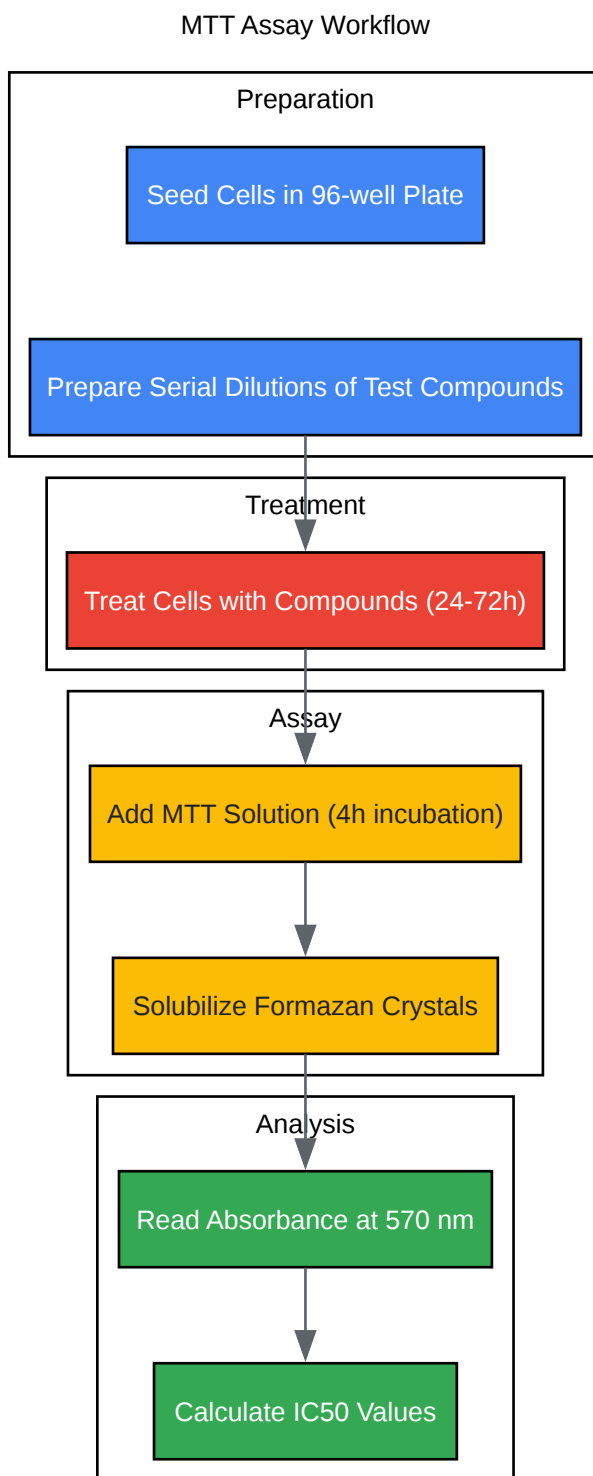 MTT Assay Workflow
Preparation
Seed Cells in 96-well Plate
Prepare Serial Dilutions of Test Compounds
Treatment
Treat Cells with Compounds (24-72h)
Assay
Add MTT Solution (4h incubation)
Solubilize Formazan Crystals
Analysis
Read Absorbance at 570 nm
Calculate IC50 Values